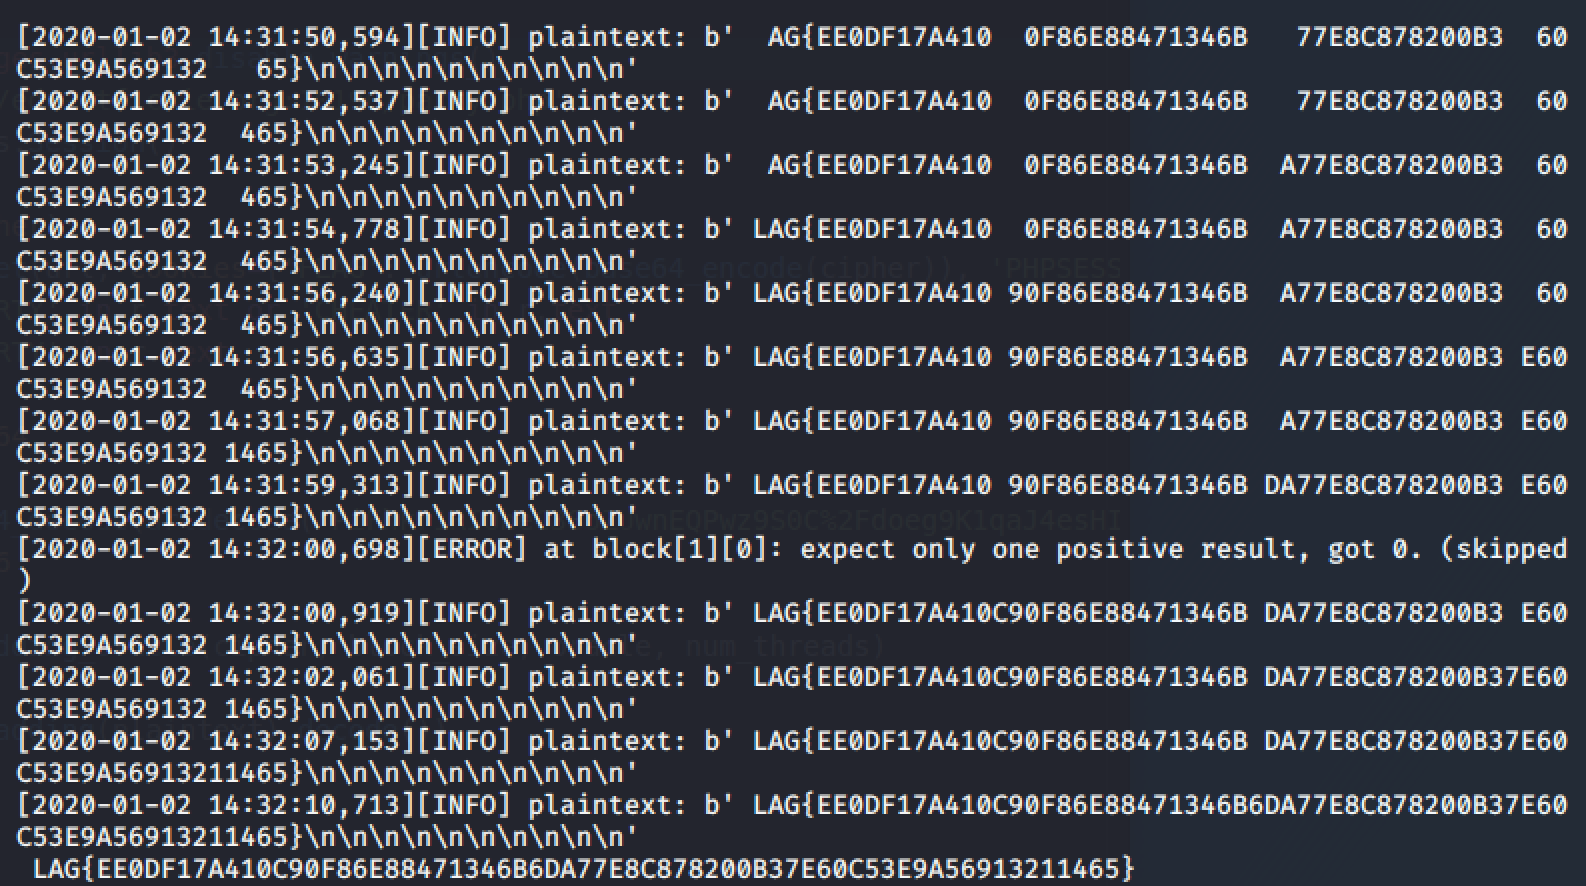 [2020-01-02 14:31:50,594][INFO] plaintext: b'  AG{EE0DF17A410  0F86E88471346B   77E8C878200B3  60
C53E9A569132   65}\n\n\n\n\n\n\n\n\n\n'
[2020-01-02 14:31:52,537][INFO] plaintext: b'  AG{EE0DF17A410  0F86E88471346B   77E8C878200B3  60
C53E9A569132  465}\n\n\n\n\n\n\n\n\n\n'
[2020-01-02 14:31:53,245][INFO] plaintext: b'  AG{EE0DF17A410  0F86E88471346B  A77E8C878200B3  60
C53E9A569132  465}\n\n\n\n\n\n\n\n\n\n'
[2020-01-02 14:31:54,778][INFO] plaintext: b' LAG{EE0DF17A410  0F86E88471346B  A77E8C878200B3  60
C53E9A569132  465}\n\n\n\n\n\n\n\n\n\n'
[2020-01-02 14:31:56,240][INFO] plaintext: b' LAG{EE0DF17A410 90F86E88471346B  A77E8C878200B3  60
C53E9A569132  465}\n\n\n\n\n\n\n\n\n\n'
[2020-01-02 14:31:56,635][INFO] plaintext: b' LAG{EE0DF17A410 90F86E88471346B  A77E8C878200B3 E60
C53E9A569132  465}\n\n\n\n\n\n\n\n\n\n'
[2020-01-02 14:31:57,068][INFO] plaintext: b' LAG{EE0DF17A410 90F86E88471346B  A77E8C878200B3 E60
C53E9A569132 1465}\n\n\n\n\n\n\n\n\n\n'
[2020-01-02 14:31:59,313][INFO] plaintext: b' LAG{EE0DF17A410 90F86E88471346B DA77E8C878200B3 E60
C53E9A569132 1465}\n\n\n\n\n\n\n\n\n\n'
[2020-01-02 14:32:00,698][ERROR] at block[1][0]: expect only one positive result, got 0. (skipped
)
[2020-01-02 14:32:00,919][INFO] plaintext: b' LAG{EE0DF17A410C90F86E88471346B DA77E8C878200B3 E60
C53E9A569132 1465}\n\n\n\n\n\n\n\n\n\n'
[2020-01-02 14:32:02,061][INFO] plaintext: b' LAG{EE0DF17A410C90F86E88471346B DA77E8C878200B37E60
C53E9A569132 1465}\n\n\n\n\n\n\n\n\n\n'
[2020-01-02 14:32:07,153][INFO] plaintext: b' LAG{EE0DF17A410C90F86E88471346B DA77E8C878200B37E60
C53E9A56913211465}\n\n\n\n\n\n\n\n\n\n'
[2020-01-02 14:32:10,713][INFO] plaintext: b' LAG{EE0DF17A410C90F86E88471346B6DA77E8C878200B37E60
C53E9A56913211465}\n\n\n\n\n\n\n\n\n\n'
 LAG{EE0DF17A410C90F86E88471346B6DA77E8C878200B37E60C53E9A56913211465}